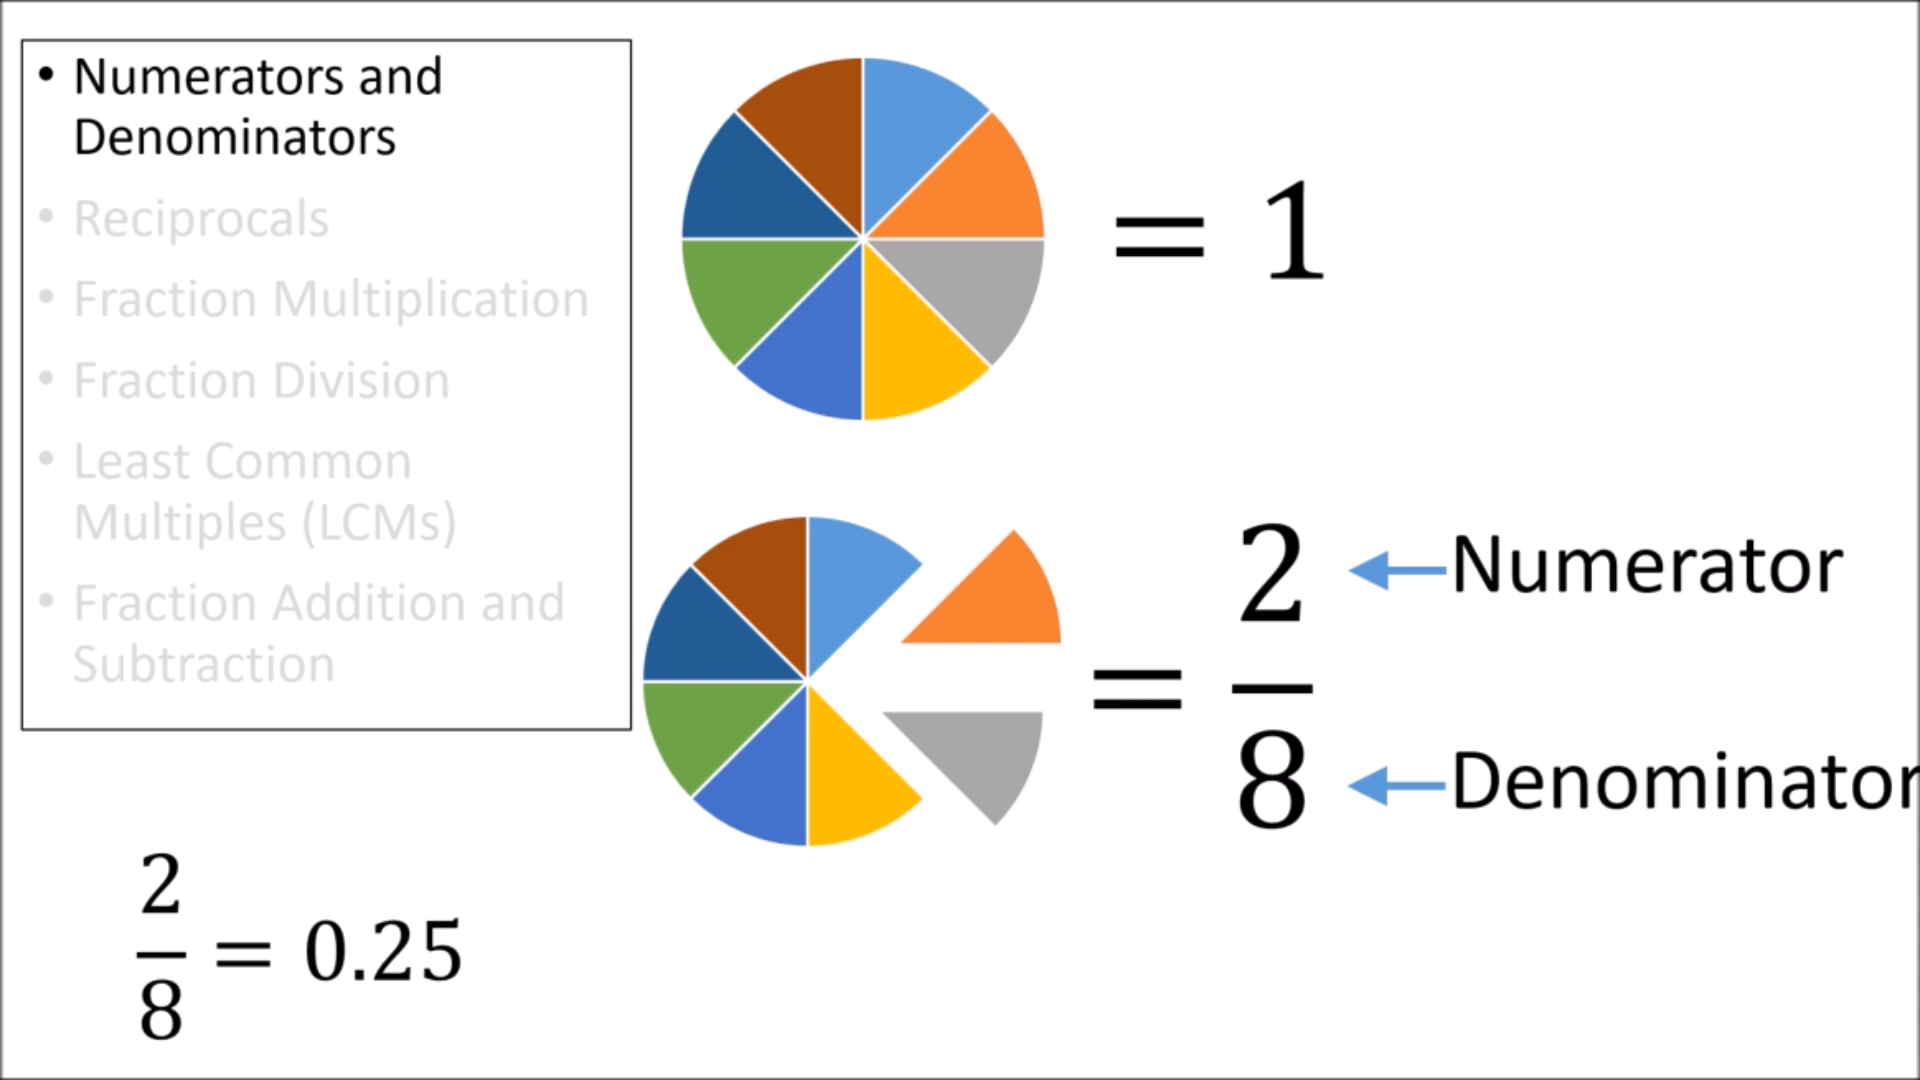 • Numerators and
Denominators
• Reciprocals
• Fraction Multiplication
• Fraction Division
• Least Common
Multiples (LCMs)
• Fraction Addition and
Subtraction
= 1
2
Numerator
=
8
Denominator
2
= 0.25
8